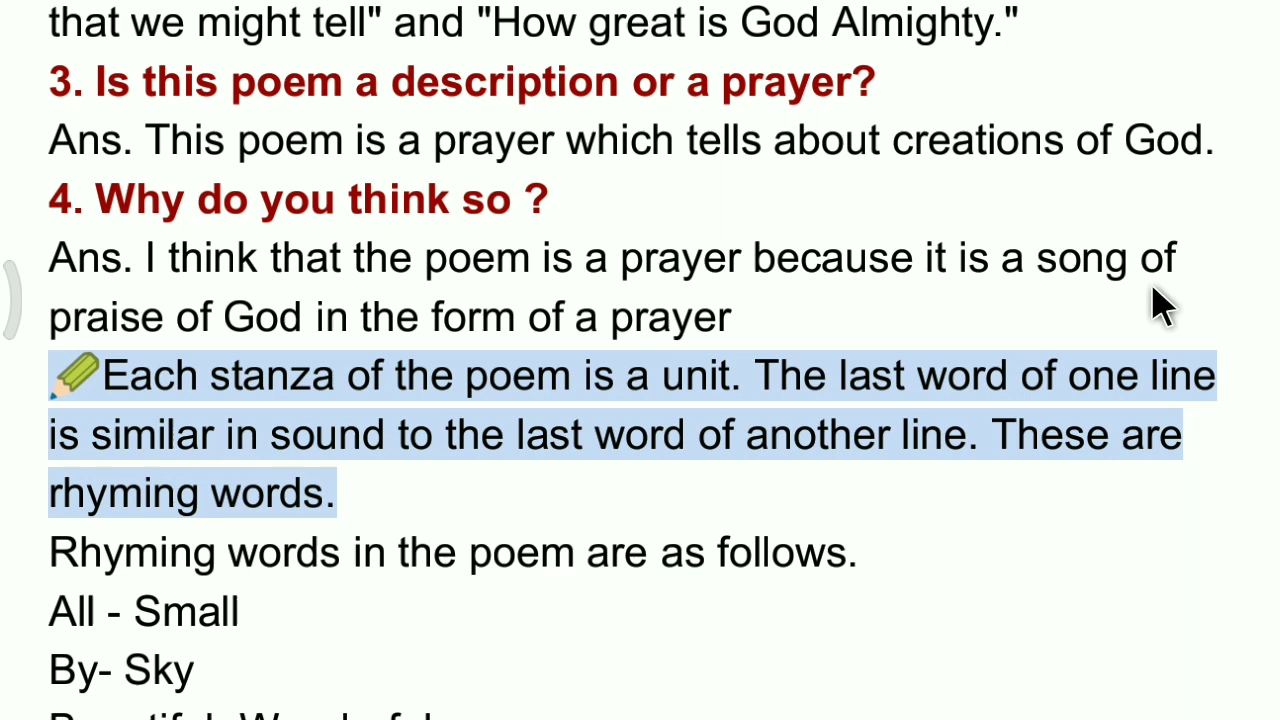 that we might tell" and "How great is God Almighty."
3. Is this poem a description or a prayer?
Ans. This poem is a prayer which tells about creations of God.
4. Why do you think so ?
Ans. I think that the poem is a prayer because it is a song of
praise of God in the form of a prayer
Each stanza of the poem is a unit. The last word of one line
is similar in sound to the last word of another line. These are
rhyming words.
Rhyming words in the poem are as follows.
All - Small
By- Sky